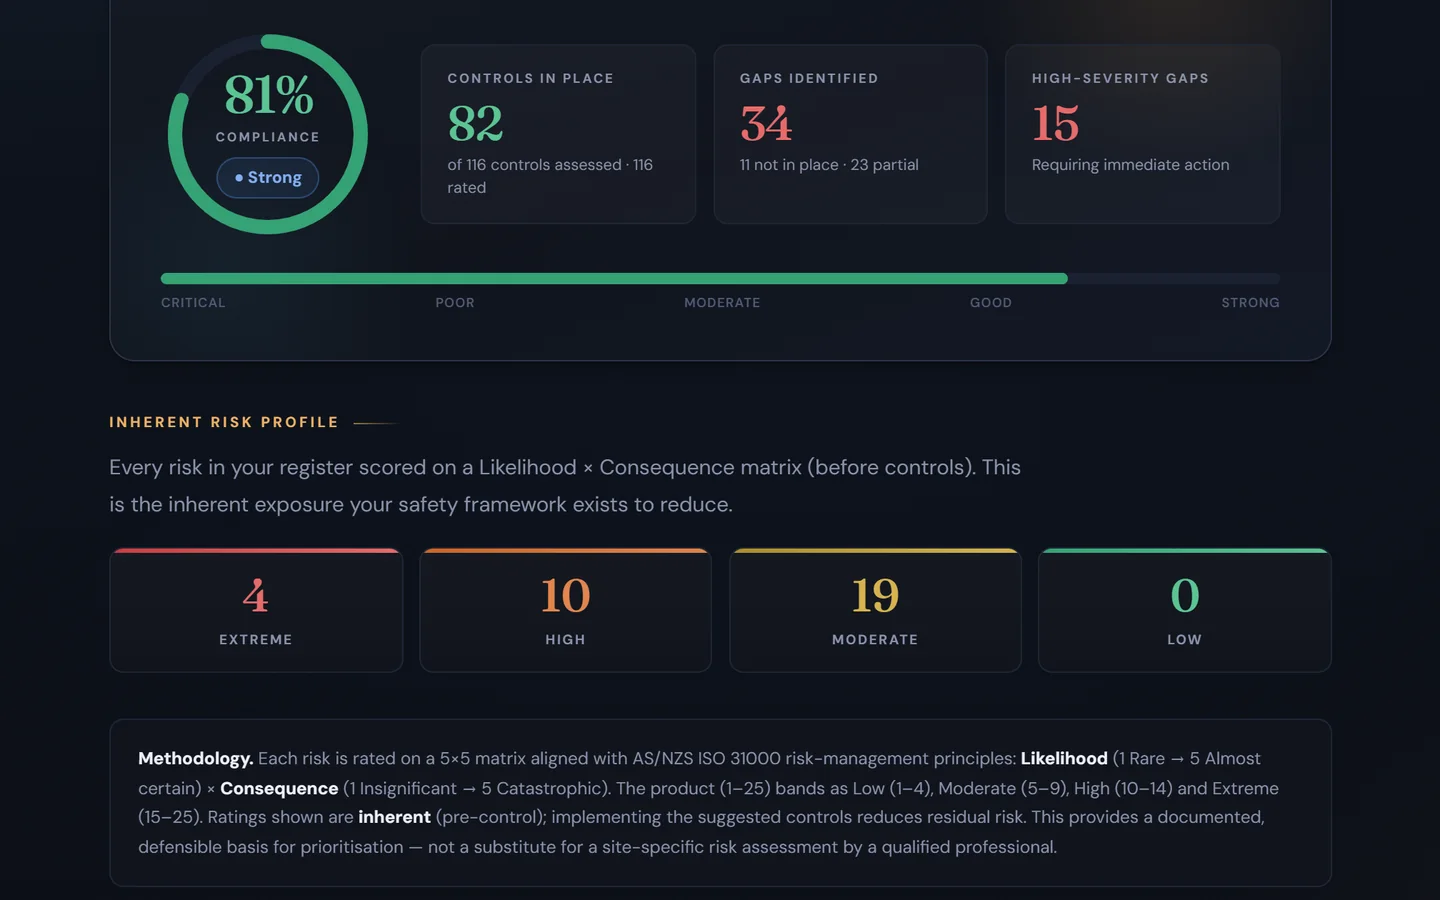 81%
COMPLIANCE
• Strong
CONTROLS IN PLACE
82
of 116 controls assessed · 116
rated
GAPS IDENTIFIED
34
11 not in place · 23 partial
HIGH-SEVERITY GAPS
15
Requiring immediate action
CRITICAL POOR MODERATE GOOD STRONG
INHERENT RISK PROFILE
Every risk in your register scored on a Likelihood × Consequence matrix (before controls). This
is the inherent exposure your safety framework exists to reduce.
4
EXTREME
10
HIGH
19
MODERATE
0
LOW
Methodology. Each risk is rated on a 5×5 matrix aligned with AS/NZS ISO 31000 risk-management principles: Likelihood (1 Rare → 5 Almost
certain) × Consequence (1 Insignificant → 5 Catastrophic). The product (1–25) bands as Low (1–4), Moderate (5–9), High (10–14) and Extreme
(15–25). Ratings shown are inherent (pre-control); implementing the suggested controls reduces residual risk. This provides a documented,
defensible basis for prioritisation — not a substitute for a site-specific risk assessment by a qualified professional.